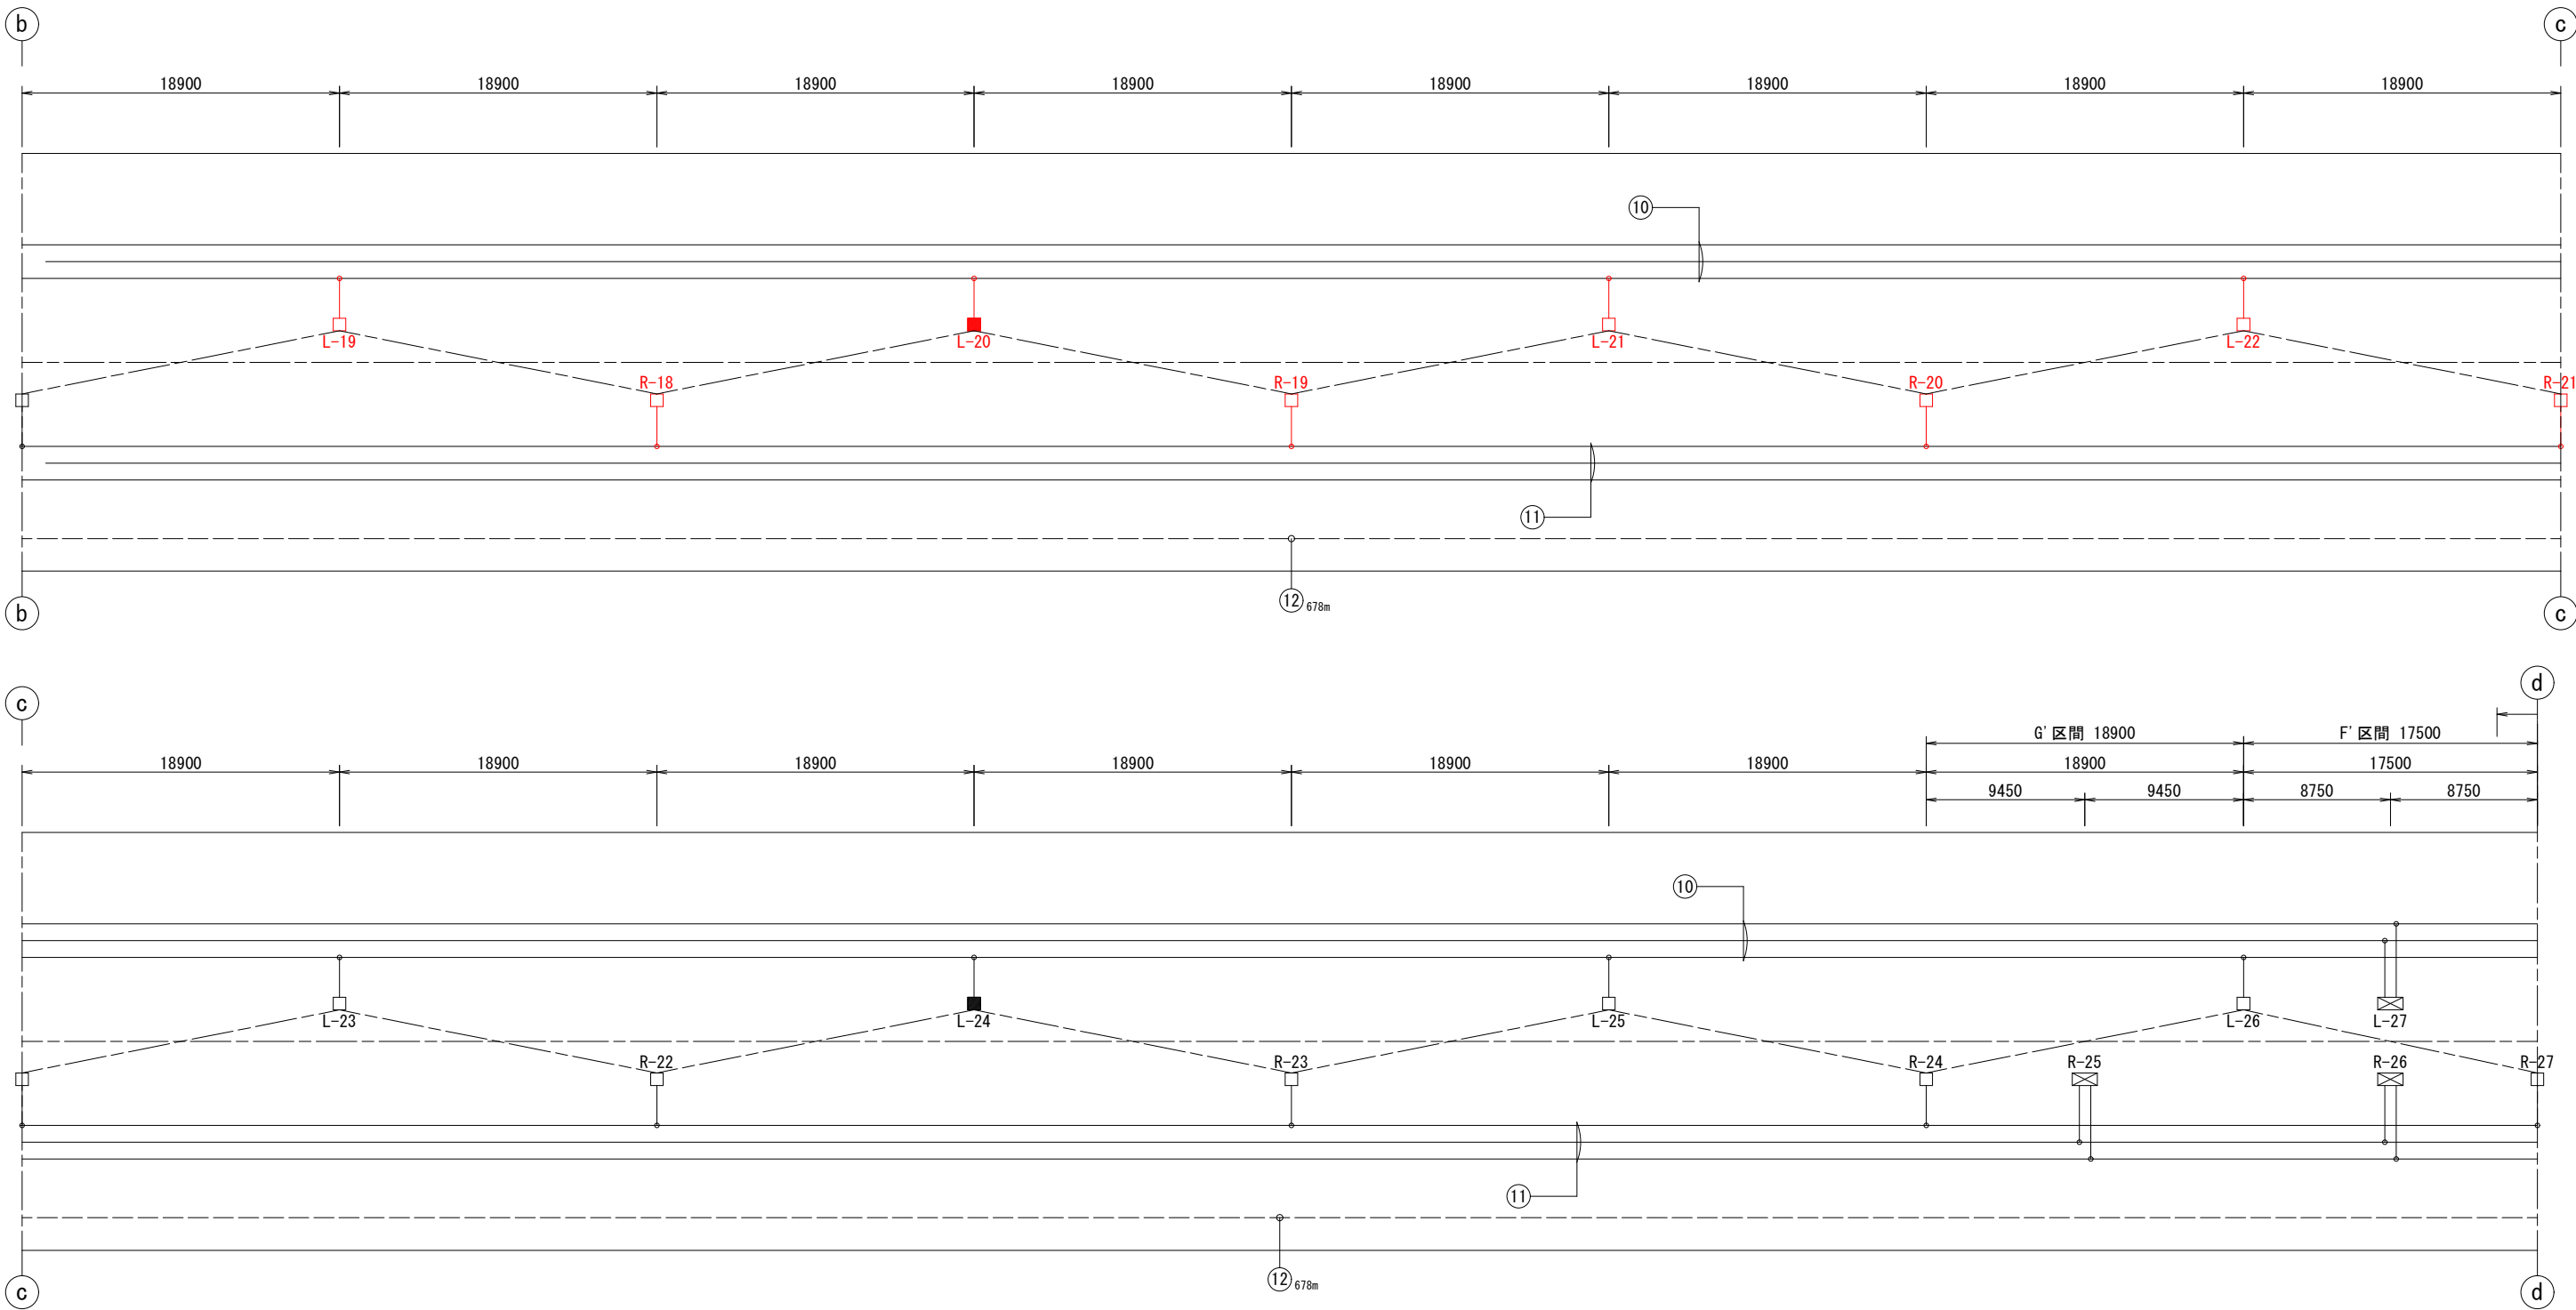 b c
18900 18900 18900 18900 18900 18900 18900 18900
⑩
L-19 L-20 L-21 L-22
R-18 R-19 R-20 R-21
⑪
⑫ 678m
b c
c d
G'区間 18900 F'区間 17500
18900 18900 18900 18900 18900 18900 18900 17500
9450 9450 8750 8750
⑩
L-23 L-24 L-25 L-26 L-27
R-22 R-23 R-24 R-25 R-26 R-27
⑪
⑫ 678m
c d